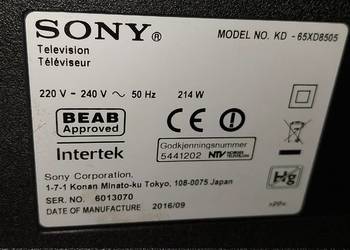 SONY®
MODEL NO. KD - 65XD8505
Television
Téléviseur
220 V - 240 V ~ 50 Hz 214 W
BEAB
Approved
Intertek
Godkjenningsnummer
5441202
Sony Corporation
1-7-1 Konan Minato-ku Tokyo, 108-0075 Japan
SER. NO. 6013070
DATE OF MANUFACTURE 2016/09
Hg